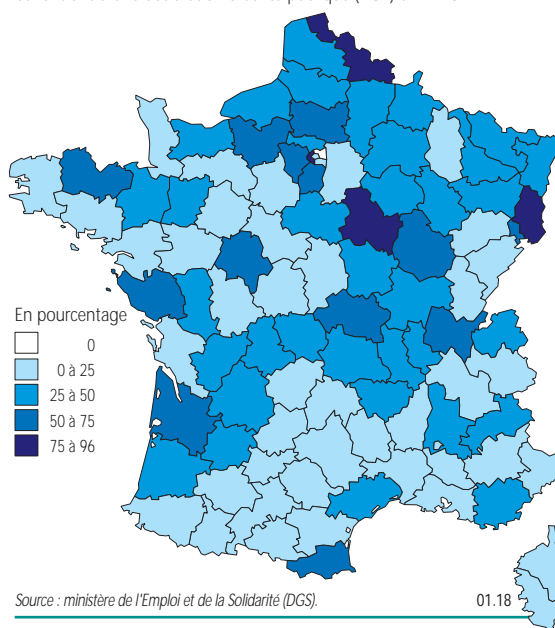 En pourcentage
0
0 à 25
25 à 50
50 à 75
75 à 96
Source : ministère de l'Emploi et de la Solidarité (DGS).
01.18